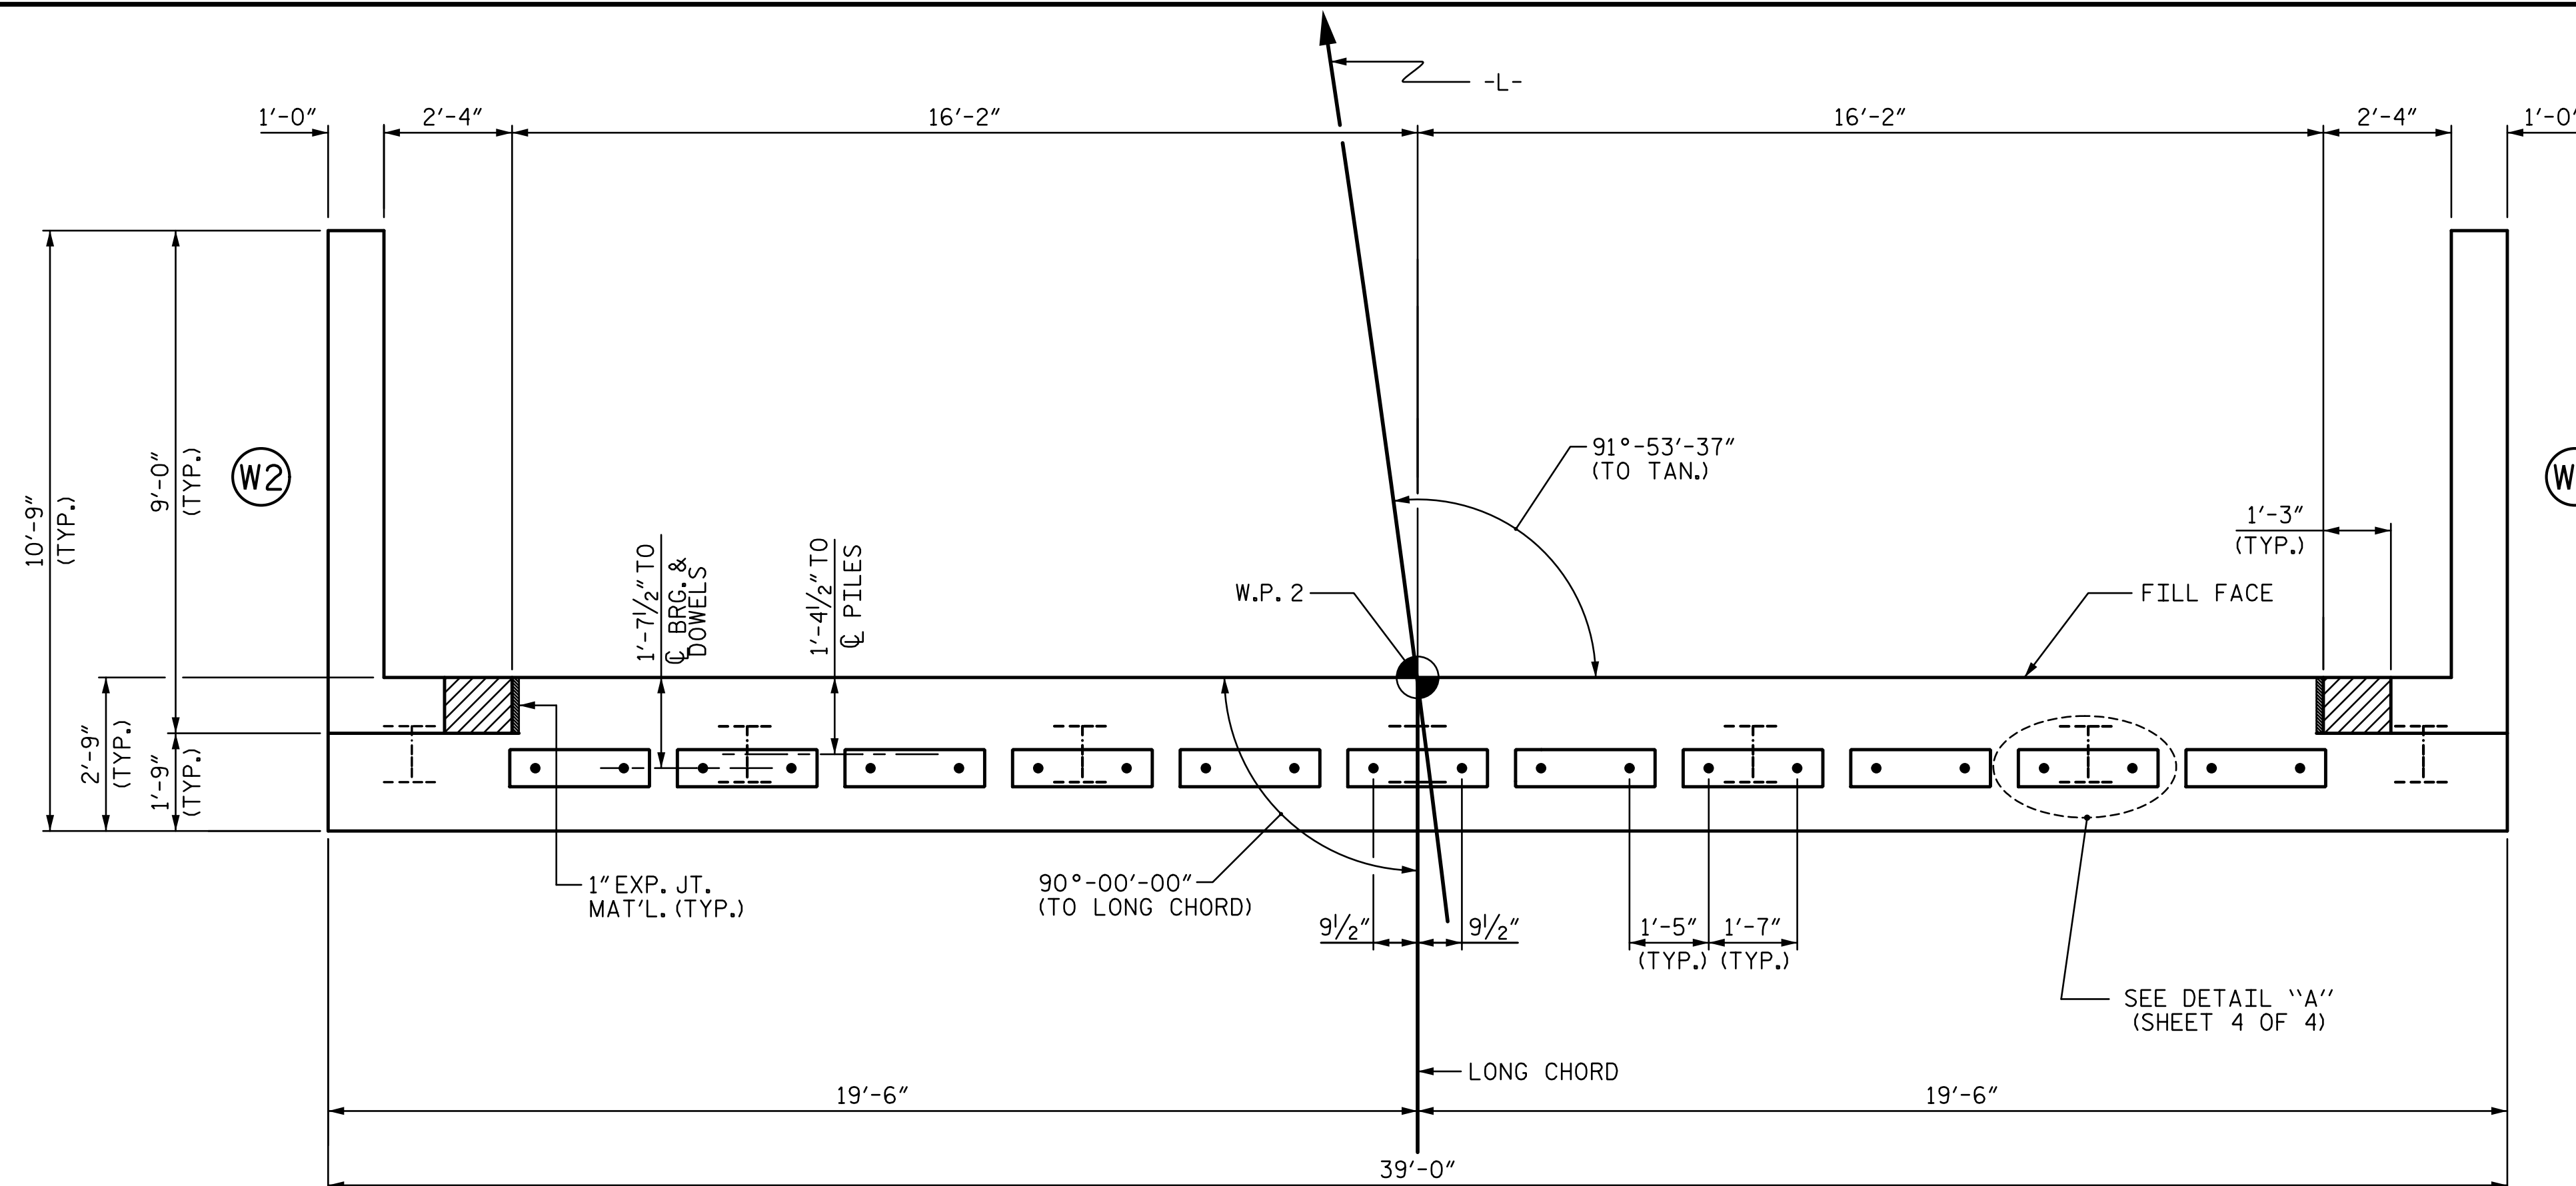 -L-
1'-0"
2'-4"
16'-2"
16'-2"
2'-4"
1'-0"
10'-9"
(TYP.)
9'-0"
(TYP.)
W2
91°-53'-37"
(TO TAN.)
1'-3"
(TYP.)
W
1'-7½" TO
℄ BRG. &
DOWELS
1'-4½" TO
℄ PILES
W.P. 2
FILL FACE
2'-9"
(TYP.)
1'-9"
(TYP.)
1" EXP. JT.
MAT'L. (TYP.)
90°-00'-00"
(TO LONG CHORD)
9½"
9½"
1'-5"
(TYP.)
1'-7"
(TYP.)
SEE DETAIL "A"
(SHEET 4 OF 4)
LONG CHORD
19'-6"
19'-6"
39'-0"